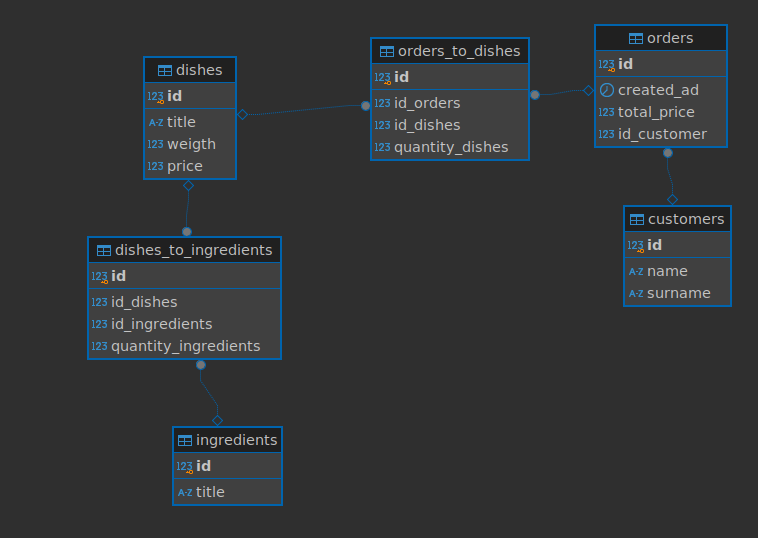 dishes
123 id
A-Z title
123 weigth
123 price
orders_to_dishes
123 id
123 id_orders
123 id_dishes
123 quantity_dishes
orders
123 id
created_ad
123 total_price
123 id_customer
customers
123 id
A-Z name
A-Z surname
dishes_to_ingredients
123 id
123 id_dishes
123 id_ingredients
123 quantity_ingredients
ingredients
123 id
A-Z title